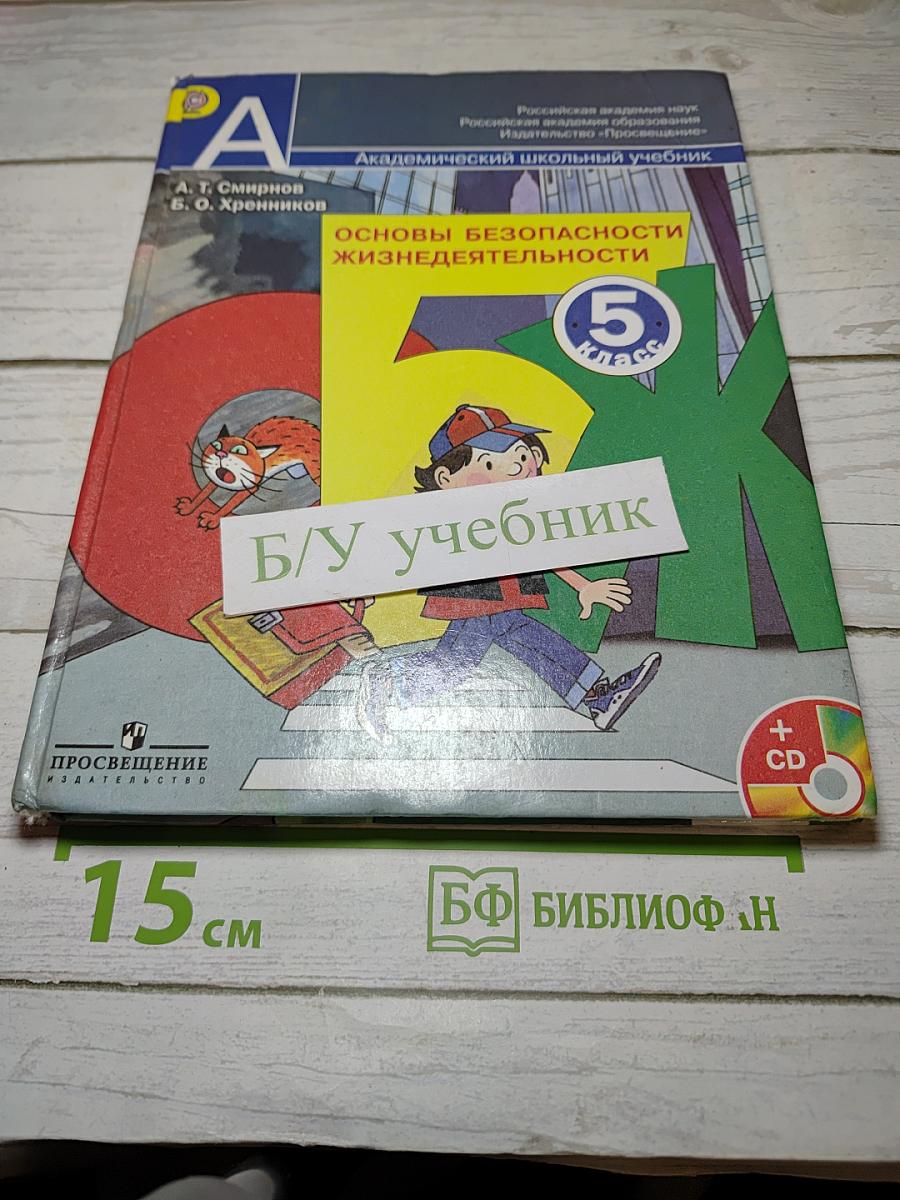 А
Российская академия наук
Российская академия образования
Издательство «Просвещение»
Академический школьный учебник
А. Т. Смирнов
Б. О. Хренников
ОСНОВЫ БЕЗОПАСНОСТИ
ЖИЗНЕДЕЯТЕЛЬНОСТИ
5
класс
ОБЖ
Б/У учебник
ПРОСВЕЩЕНИЕ
ИЗДАТЕЛЬСТВО
+
CD
15 см
БФ